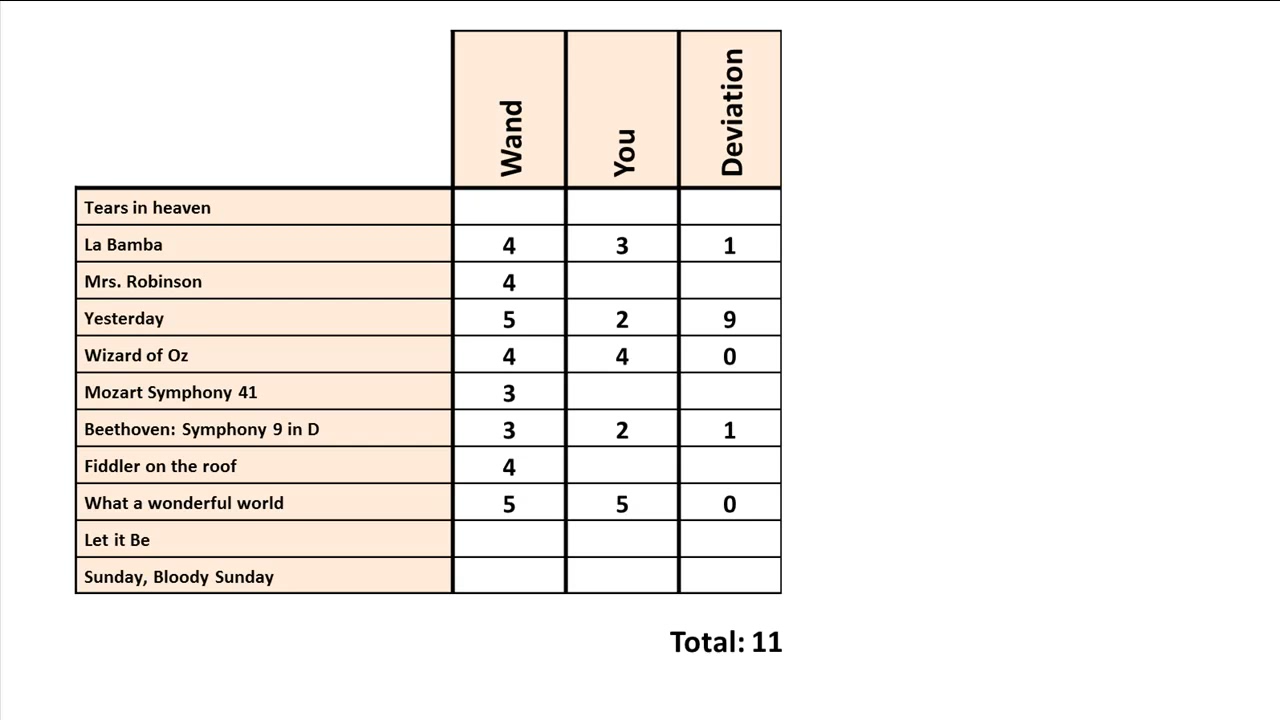 Wand You Deviation
Tears in heaven
La Bamba 4 3 1
Mrs. Robinson 4
Yesterday 5 2 9
Wizard of Oz 4 4 0
Mozart Symphony 41 3
Beethoven: Symphony 9 in D 3 2 1
Fiddler on the roof 4
What a wonderful world 5 5 0
Let it Be
Sunday, Bloody Sunday
Total: 11